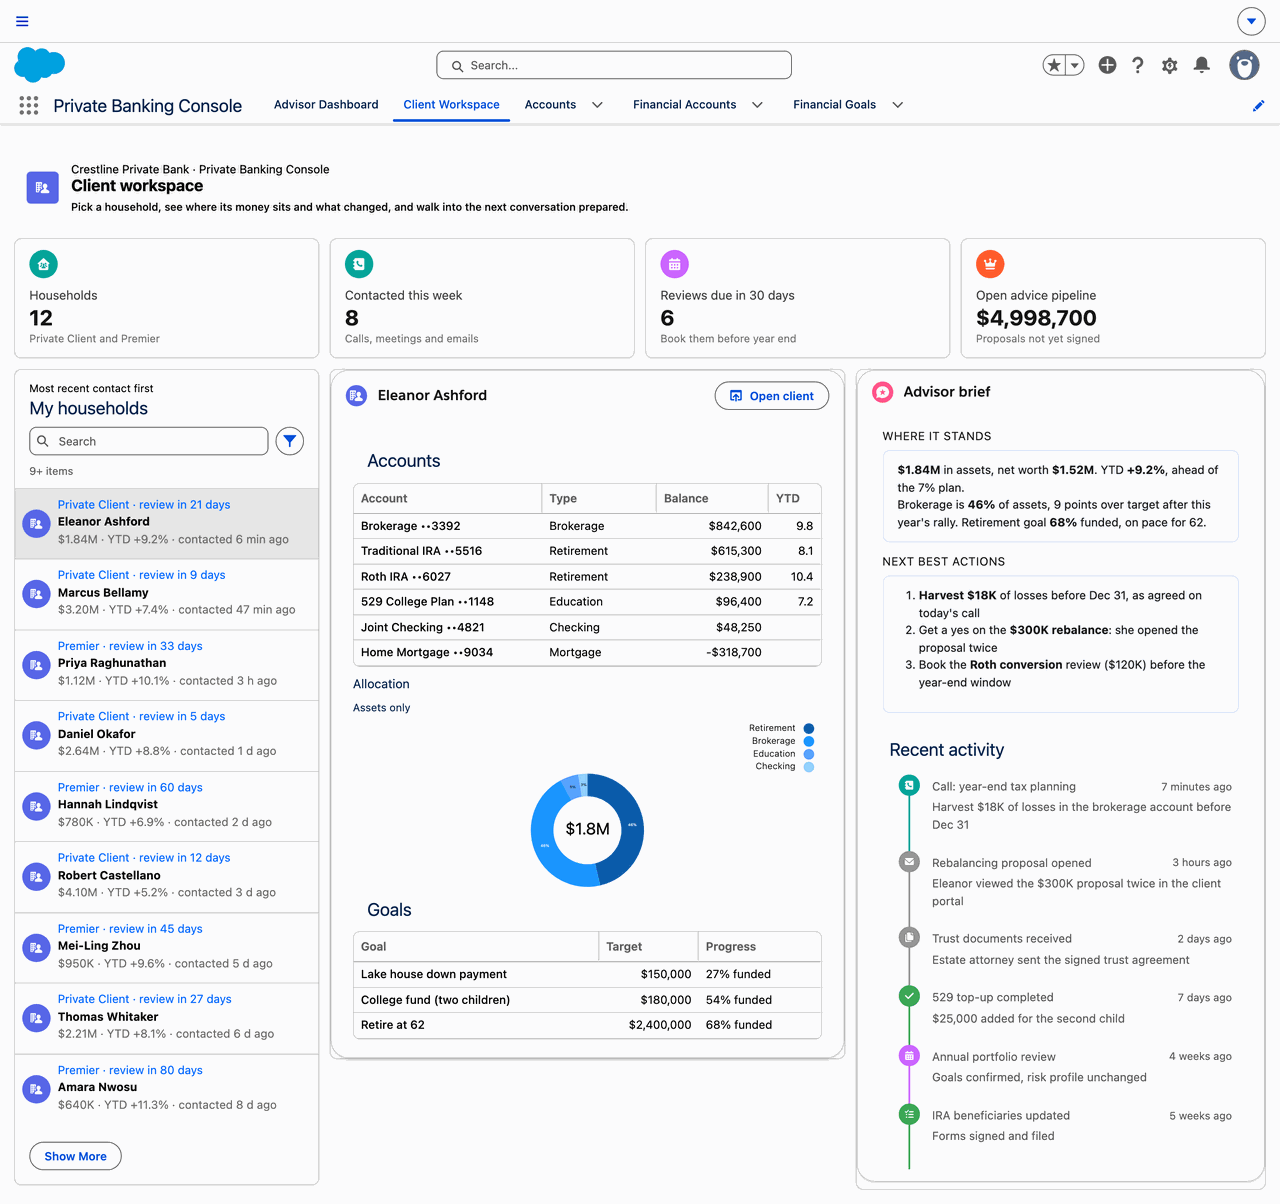 Search...
Private Banking Console
Advisor Dashboard
Client Workspace
Accounts
Financial Accounts
Financial Goals
Crestline Private Bank · Private Banking Console
Client workspace
Pick a household, see where its money sits and what changed, and walk into the next conversation prepared.
Households
12
Private Client and Premier
Contacted this week
8
Calls, meetings and emails
Reviews due in 30 days
6
Book them before year end
Open advice pipeline
$4,998,700
Proposals not yet signed
Most recent contact first
My households
Search
9+ items
Private Client · review in 21 days
Eleanor Ashford
$1.84M · YTD +9.2% · contacted 6 min ago
Private Client · review in 9 days
Marcus Bellamy
$3.20M · YTD +7.4% · contacted 47 min ago
Premier · review in 33 days
Priya Raghunathan
$1.12M · YTD +10.1% · contacted 3 h ago
Private Client · review in 5 days
Daniel Okafor
$2.64M · YTD +8.8% · contacted 1 d ago
Premier · review in 60 days
Hannah Lindqvist
$780K · YTD +6.9% · contacted 2 d ago
Private Client · review in 12 days
Robert Castellano
$4.10M · YTD +5.2% · contacted 3 d ago
Premier · review in 45 days
Mei-Ling Zhou
$950K · YTD +9.6% · contacted 5 d ago
Private Client · review in 27 days
Thomas Whitaker
$2.21M · YTD +8.1% · contacted 6 d ago
Premier · review in 80 days
Amara Nwosu
$640K · YTD +11.3% · contacted 8 d ago
Show More
Eleanor Ashford
Open client
Accounts
Account Type Balance YTD
Brokerage ••3392 Brokerage $842,600 9.8
Traditional IRA ••5516 Retirement $615,300 8.1
Roth IRA ••6027 Retirement $238,900 10.4
529 College Plan ••1148 Education $96,400 7.2
Joint Checking ••4821 Checking $48,250
Home Mortgage ••9034 Mortgage -$318,700
Allocation
Assets only
Retirement
Brokerage
Education
Checking
5%
3%
46%
46%
$1.8M
Goals
Goal Target Progress
Lake house down payment $150,000 27% funded
College fund (two children) $180,000 54% funded
Retire at 62 $2,400,000 68% funded
Advisor brief
WHERE IT STANDS
$1.84M in assets, net worth $1.52M. YTD +9.2%, ahead of
the 7% plan.
Brokerage is 46% of assets, 9 points over target after this
year's rally. Retirement goal 68% funded, on pace for 62.
NEXT BEST ACTIONS
1. Harvest $18K of losses before Dec 31, as agreed on
today's call
2. Get a yes on the $300K rebalance: she opened the
proposal twice
3. Book the Roth conversion review ($120K) before the
year-end window
Recent activity
Call: year-end tax planning 7 minutes ago
Harvest $18K of losses in the brokerage account before
Dec 31
Rebalancing proposal opened 3 hours ago
Eleanor viewed the $300K proposal twice in the client
portal
Trust documents received 2 days ago
Estate attorney sent the signed trust agreement
529 top-up completed 7 days ago
$25,000 added for the second child
Annual portfolio review 4 weeks ago
Goals confirmed, risk profile unchanged
IRA beneficiaries updated 5 weeks ago
Forms signed and filed